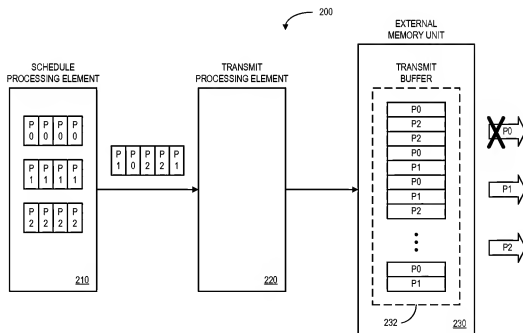 200
SCHEDULE
PROCESSING ELEMENT
TRANSMIT
PROCESSING ELEMENT
EXTERNAL
MEMORY UNIT
TRANSMIT
BUFFER
P0 P0 P0 P0
P1 P1 P1 P1
P2 P2 P2 P2
210
P1 P0 P2 P2 P1
220
P0
P2
P2
P0
P1
P0
P1
P2
P0
P1
232
230
P0
P1
P2